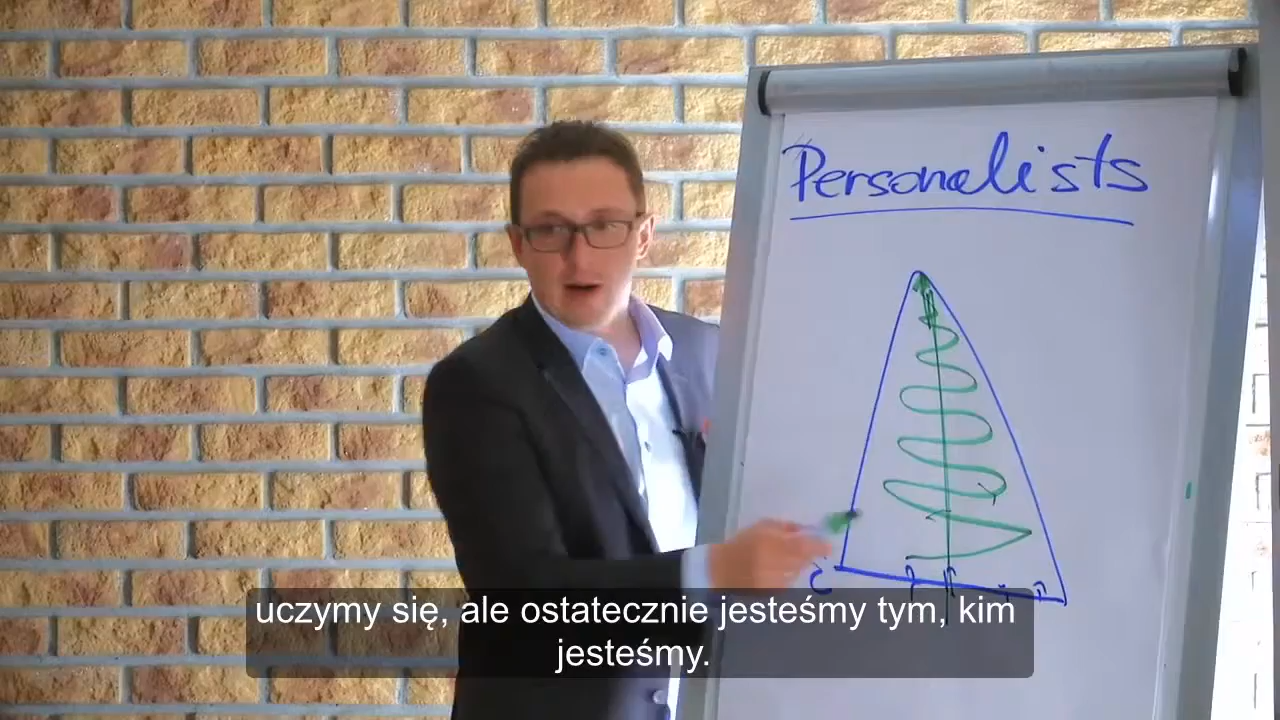 Personalists
uczymy się, ale ostatecznie jesteśmy tym, kim
jesteśmy.